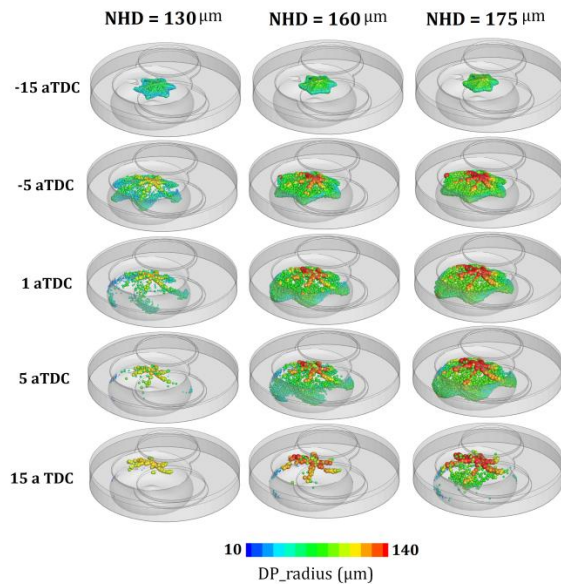 NHD = 130 μm NHD = 160 μm NHD = 175 μm
-15 aTDC
-5 aTDC
1 aTDC
5 aTDC
15 a TDC
10 140
DP_radius (μm)